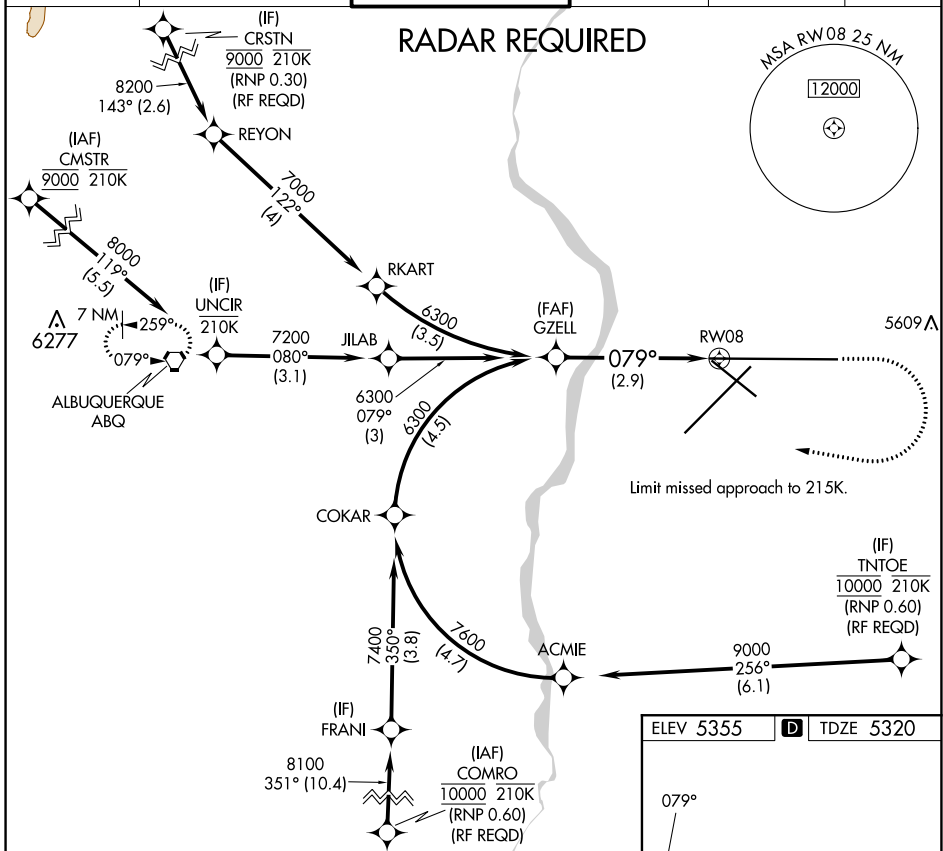 RADAR REQUIRED
(IF)
CRSTN
9000 210K
(RNP 0.30)
(RF REQD)
8200
143° (2.6)
REYON
MSA RW08 25 NM
12000
(IAF)
CMSTR
9000 210K
7000
122°
(4)
8000
119°
(5.5)
RKART
(IF)
UNCIR
210K
6277
7 NM
259°
079°
ALBUQUERQUE
ABQ
7200
080°
(3.1)
JILAB
6300
(3.5)
(FAF)
GZELL
079°
(2.9)
RW08
5609
6300
079°
(3)
6300
(4.5)
Limit missed approach to 215K.
COKAR
(IF)
TNTOE
10000 210K
(RNP 0.60)
(RF REQD)
7400
350°
(3.8)
7600
(4.7)
ACMIE
9000
256°
(6.1)
(IF)
FRANI
8100
351° (10.4)
(IAF)
COMRO
10000 210K
(RNP 0.60)
(RF REQD)
ELEV 5355 D TDZE 5320
079°